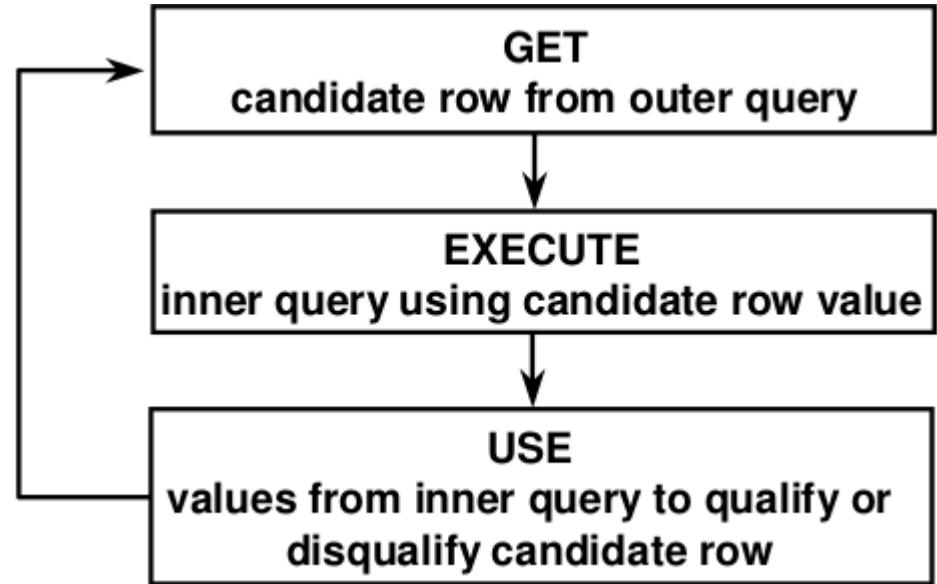 GET
candidate row from outer query
EXECUTE
inner query using candidate row value
USE
values from inner query to qualify or
disqualify candidate row